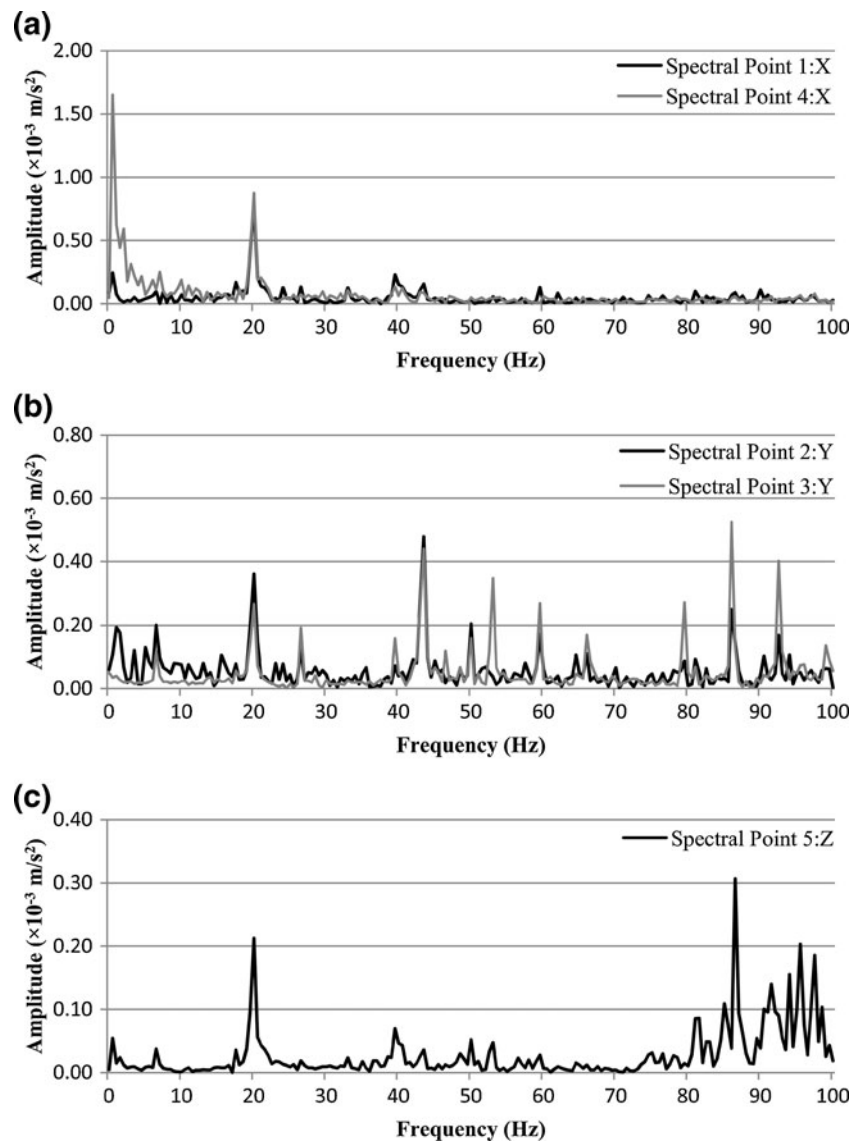 (a)
2.00
Spectral Point 1:X
Spectral Point 4:X
1.50
1.00
0.50
0.00
Amplitude (×10⁻³ m/s²)
0 10 20 30 40 50 60 70 80 90 100
Frequency (Hz)
(b)
0.80
Spectral Point 2:Y
Spectral Point 3:Y
0.60
0.40
0.20
0.00
Amplitude (×10⁻³ m/s²)
0 10 20 30 40 50 60 70 80 90 100
Frequency (Hz)
(c)
0.40
Spectral Point 5:Z
0.30
0.20
0.10
0.00
Amplitude (×10⁻³ m/s²)
0 10 20 30 40 50 60 70 80 90 100
Frequency (Hz)